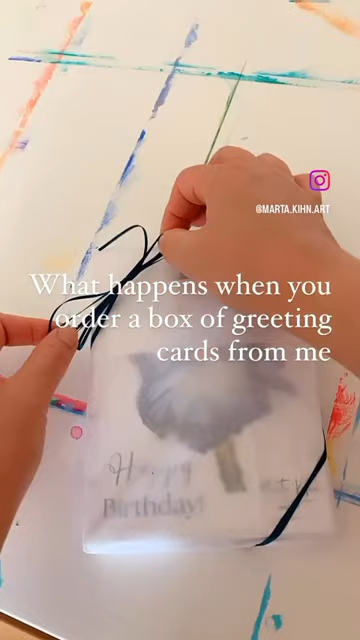 @MARTA.KIHN.ART
What happens when you
order a box of greeting
cards from me
Happy
Birthday!